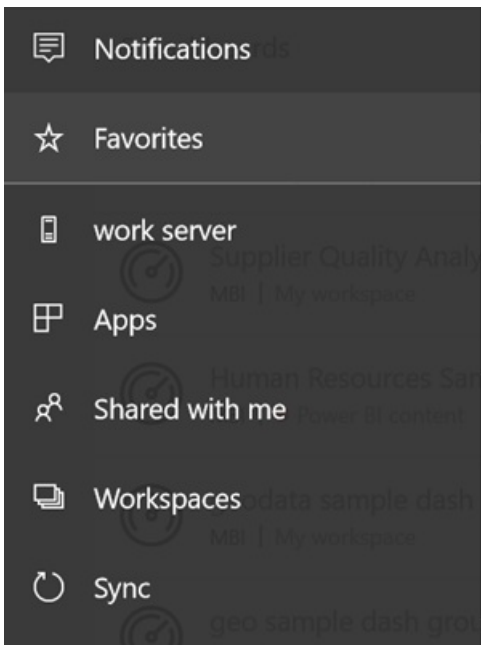 Notifications
Favorites
work server
Supplier Quality Analy
MBI | My workspace
Apps
Human Resources Sam
Power BI content
Shared with me
Workspaces
odata sample dash
MBI | My workspace
Sync
geo sample dash grou